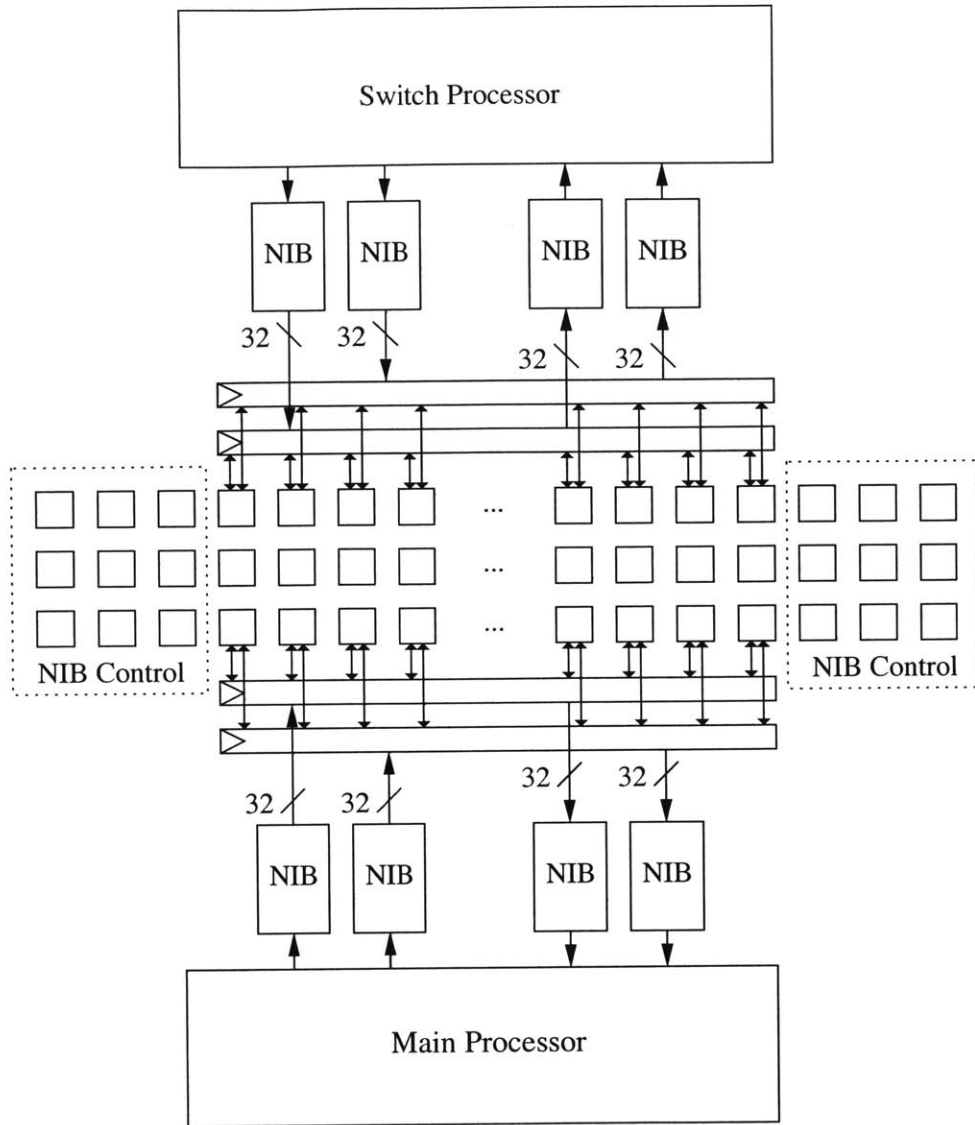 Switch Processor
NIB NIB NIB NIB
32 32 32 32
...
...
...
NIB Control NIB Control
32 32 32 32
NIB NIB NIB NIB
Main Processor